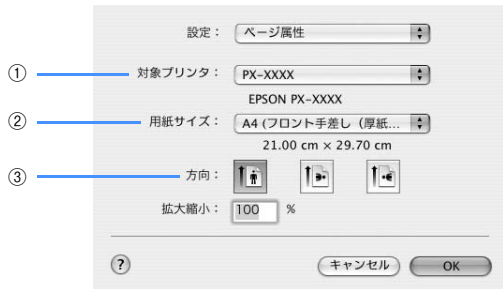 設定： ページ属性
① 対象プリンタ： PX-XXXX
EPSON PX-XXXX
② 用紙サイズ： A4 (フロント手差し（厚紙...
21.00 cm × 29.70 cm
③ 方向：
拡大縮小： 100 %
? キャンセル OK